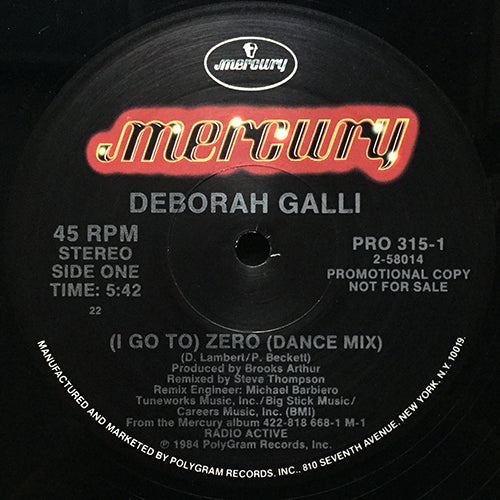 mercury
mercury
DEBORAH GALLI
45 RPM
STEREO
SIDE ONE
TIME: 5:42
22
PRO 315-1
2-58014
PROMOTIONAL COPY
NOT FOR SALE
(I GO TO) ZERO (DANCE MIX)
(D. Lambert/P. Beckett)
Produced by Brooks Arthur
Remixed by Steve Thompson
Remix Engineer: Michael Barbiero
Tuneworks Music, Inc./Big Stick Music/
Careers Music, Inc. (BMI)
From the Mercury album 422-818 668-1 M-1
RADIO ACTIVE
℗ 1984 PolyGram Records, Inc.
MANUFACTURED AND MARKETED BY POLYGRAM RECORDS, INC., 810 SEVENTH AVENUE, NEW YORK, N.Y. 10019.